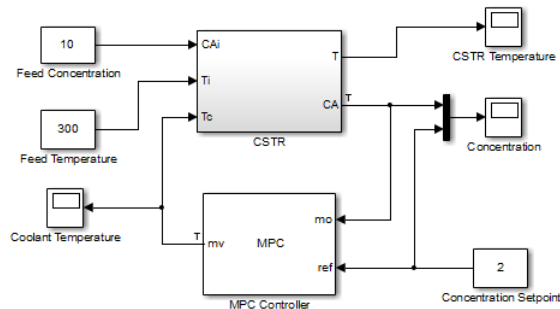 10
Feed Concentration
300
Feed Temperature
CAi
Ti
Tc
T
CA
T
CSTR
CSTR Temperature
Concentration
Coolant Temperature
T
mv
MPC
mo
ref
MPC Controller
2
Concentration Setpoint